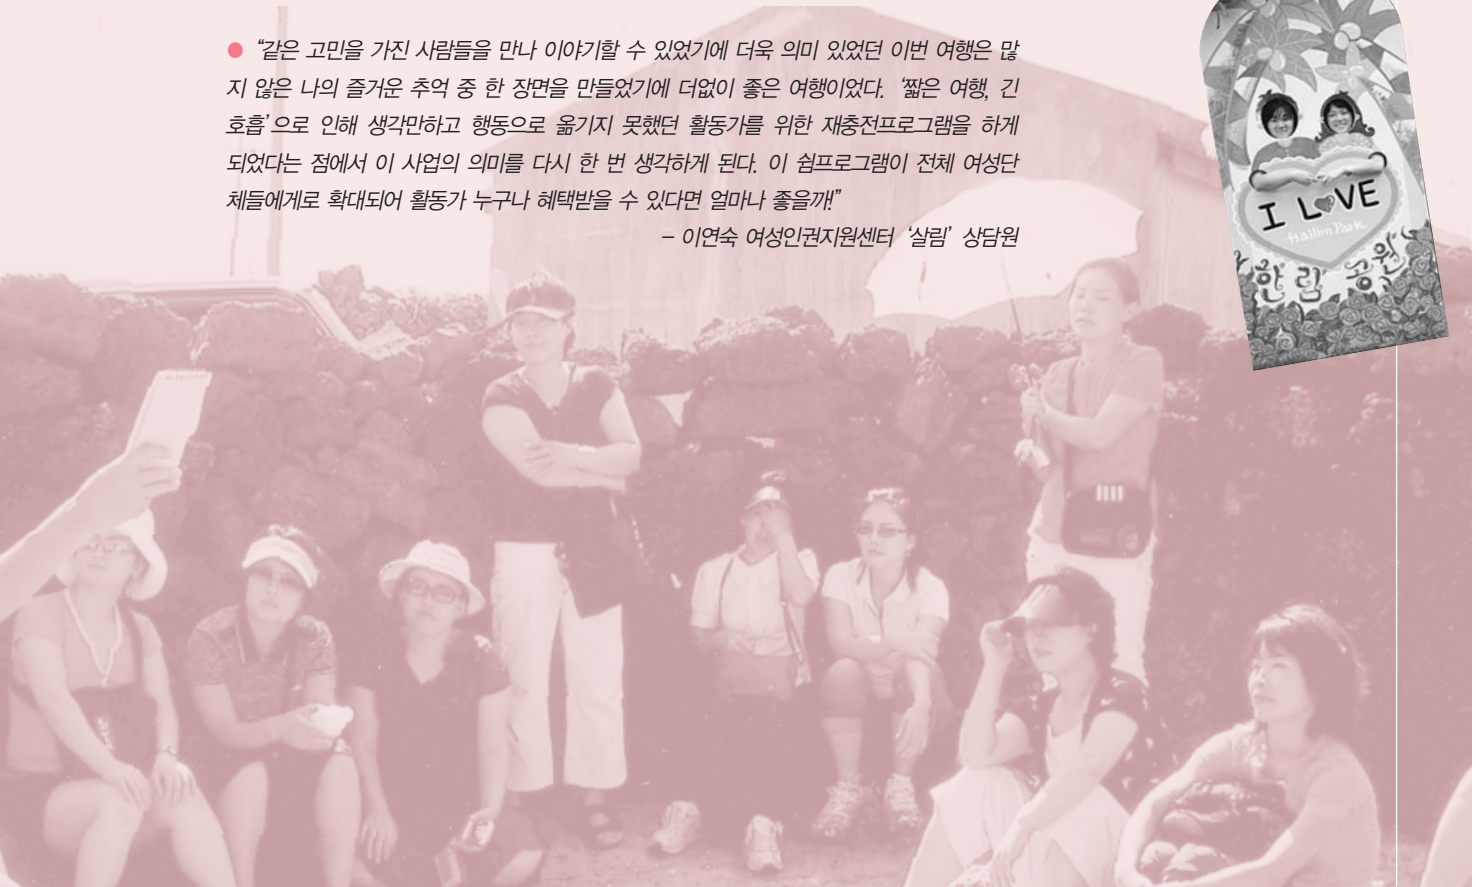 ● “같은 고민을 가진 사람들을 만나 이야기할 수 있었기에 더욱 의미 있었던 이번 여행은 많
지 않은 나의 즐거운 추억 중 한 장면을 만들었기에 더없이 좋은 여행이었다. ‘짧은 여행, 긴
호흡’으로 인해 생각만하고 행동으로 옮기지 못했던 활동가를 위한 재충전프로그램을 하게
되었다는 점에서 이 사업의 의미를 다시 한 번 생각하게 된다. 이 쉼프로그램이 전체 여성단
체들에게로 확대되어 활동가 누구나 혜택받을 수 있다면 얼마나 좋을까!”
– 이연숙 여성인권지원센터 ‘살림’ 상담원
I LOVE
Hallim Park
한림공원